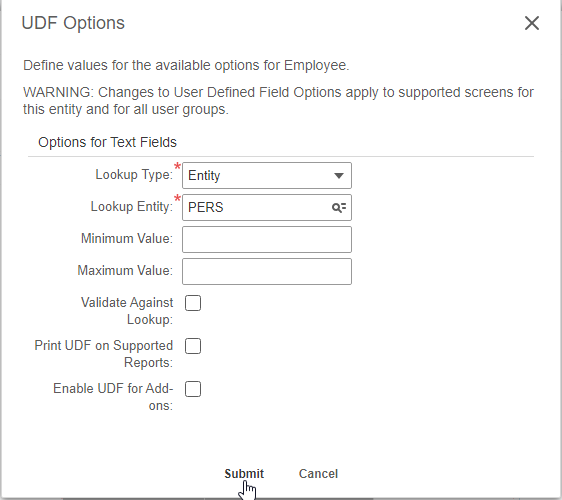 UDF Options
Define values for the available options for Employee.
WARNING: Changes to User Defined Field Options apply to supported screens for
this entity and for all user groups.
Options for Text Fields
Lookup Type:* Entity
Lookup Entity:* PERS
Minimum Value:
Maximum Value:
Validate Against
Lookup:
Print UDF on Supported
Reports:
Enable UDF for Add-
ons:
Submit Cancel